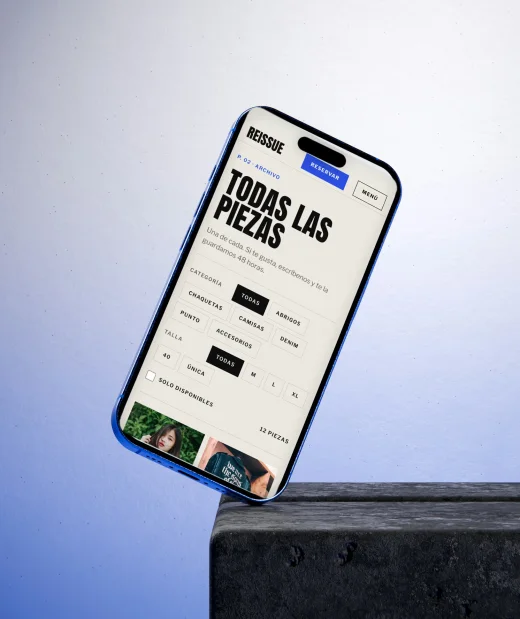 REISSUE
RESERVAR
MENÚ
P. 02 · ARCHIVO
TODAS LAS
PIEZAS
Una de cada. Si te gusta, escríbenos y te la
guardamos 48 horas.
CATEGORÍA
TODAS
ABRIGOS
CHAQUETAS
CAMISAS
DENIM
PUNTO
ACCESORIOS
TALLA
TODAS
M
L
XL
40
ÚNICA
SOLO DISPONIBLES
12 PIEZAS